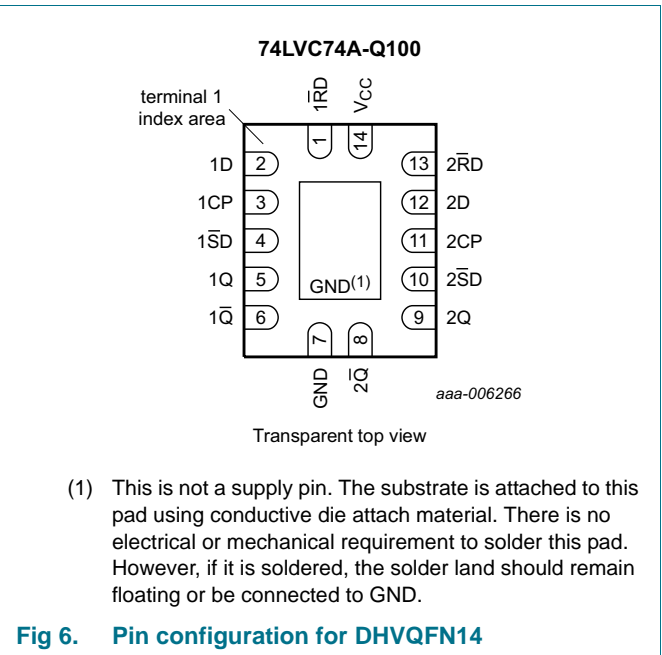 74LVC74A-Q100
terminal 1
index area
1R̅D
VCC
1
14
1D 2
13 2R̅D
1CP 3
12 2D
1S̅D 4
11 2CP
1Q 5
10 2S̅D
1Q̅ 6
9 2Q
GND(1)
7
8
GND
2Q̅
aaa-006266
Transparent top view
(1) This is not a supply pin. The substrate is attached to this
pad using conductive die attach material. There is no
electrical or mechanical requirement to solder this pad.
However, if it is soldered, the solder land should remain
floating or be connected to GND.
Fig 6. Pin configuration for DHVQFN14